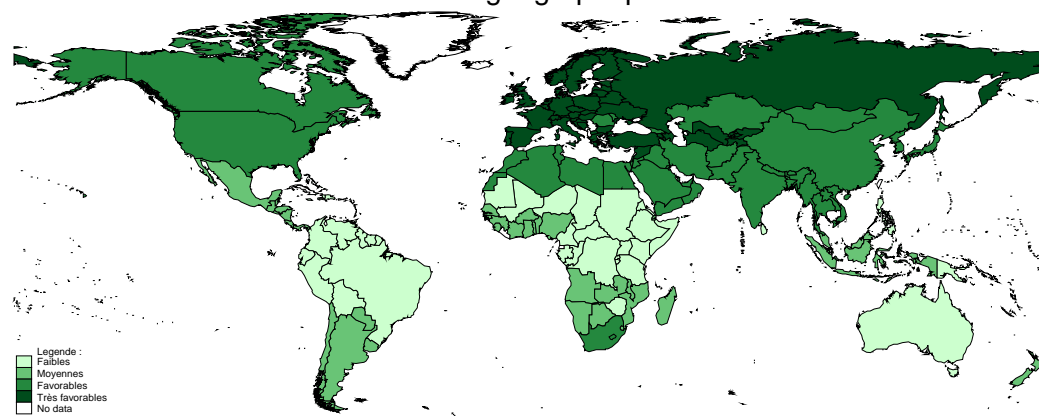 Legende :
Faibles
Moyennes
Favorables
Très favorables
No data